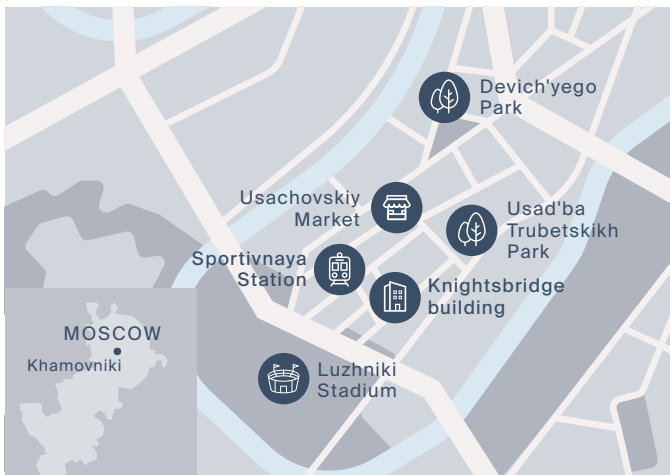 Devich'yego
Park
Usachovskiy
Market
Usad'ba
Trubetskikh
Park
Sportivnaya
Station
Knightsbridge
building
MOSCOW
Khamovniki
Luzhniki
Stadium